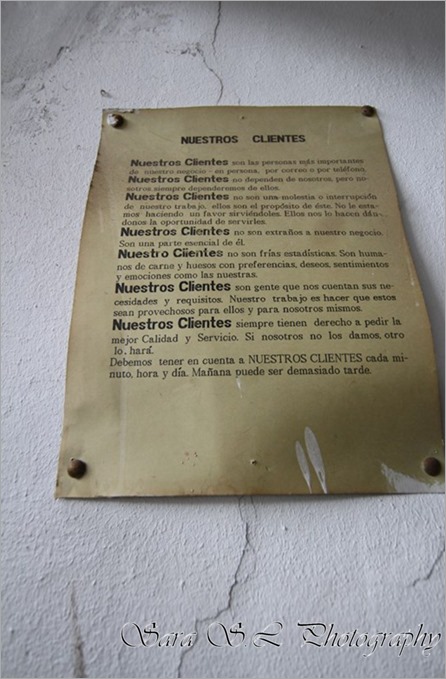 NUESTROS CLIENTES
Nuestros Clientes son las personas más importantes
de nuestro negocio - en persona, por correo o por teléfono.
Nuestros Clientes no dependen de nosotros, pero no-
sotros siempre dependeremos de ellos.
Nuestros Clientes no son una molestia o interrupción
de nuestro trabajo, ellos son el propósito de éste. No le esta-
mos haciendo un favor sirviéndoles. Ellos nos lo hacen dán-
donos la oportunidad de servirles.
Nuestros Clientes no son extraños a nuestro negocio.
Son una parte esencial de él.
Nuestro Clientes no son frías estadísticas. Son huma-
nos de carne y huesos con preferencias, deseos, sentimientos
y emociones como las nuestras.
Nuestros Clientes son gente que nos cuentan sus ne-
cesidades y requisitos. Nuestro trabajo es hacer que estos
sean provechosos para ellos y para nosotros mismos.
Nuestros Clientes siempre tienen derecho a pedir la
mejor Calidad y Servicio. Si nosotros no los damos, otro
lo, hará.
Debemos tener en cuenta a NUESTROS CLIENTES cada mi-
nuto, hora y día. Mañana puede ser demasiado tarde.
Sara S.L Photography